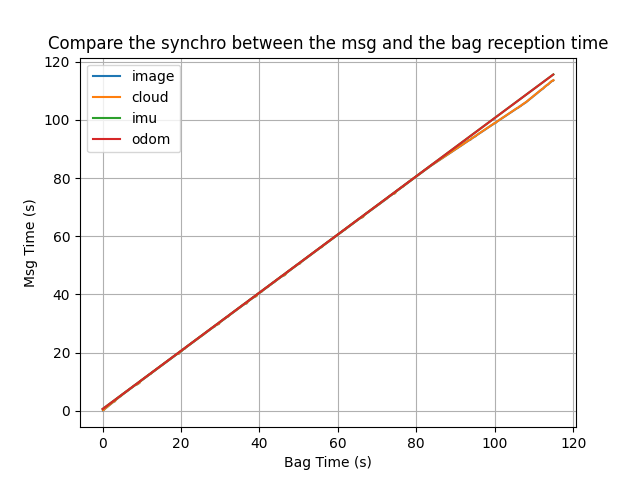 Compare the synchro between the msg and the bag reception time
120
100
80
60
40
20
0
Msg Time (s)
image
cloud
imu
odom
0 20 40 60 80 100 120
Bag Time (s)